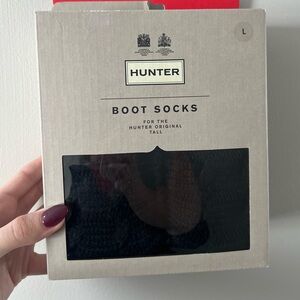 L
HUNTER
BOOT SOCKS
FOR THE
HUNTER ORIGINAL
TALL